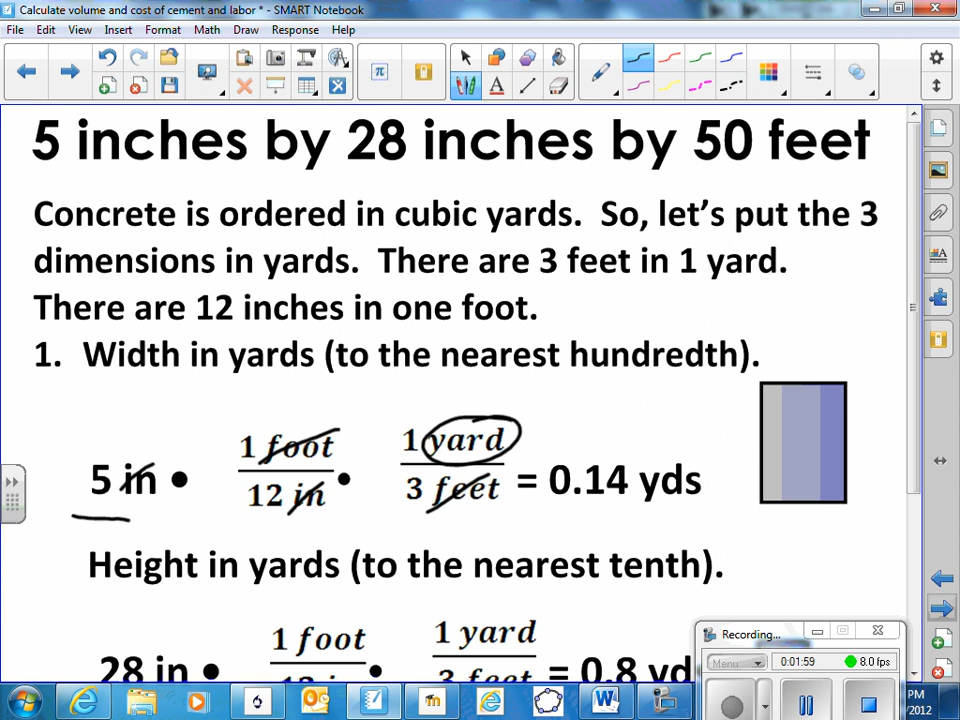 Calculate volume and cost of cement and labor * - SMART Notebook
File Edit View Insert Format Math Draw Response Help
5 inches by 28 inches by 50 feet
Concrete is ordered in cubic yards. So, let's put the 3
dimensions in yards. There are 3 feet in 1 yard.
There are 12 inches in one foot.
1. Width in yards (to the nearest hundredth).
1 foot 1 yard
5 in • • = 0.14 yds
12 in 3 feet
Height in yards (to the nearest tenth).
1 foot 1 yard
28 in • • = 0.8 yd
3 feet
Recording...
Menu 0:01:59 8.0 fps
PM
/2012